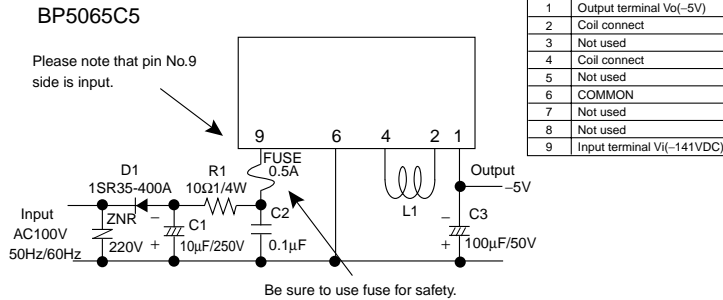 BP5065C5
Please note that pin No.9
side is input.
1 Output terminal Vo(−5V)
2 Coil connect
3 Not used
4 Coil connect
5 Not used
6 COMMON
7 Not used
8 Not used
9 Input terminal Vi(−141VDC)
9 6 4 2 1
FUSE
0.5A
D1
1SR35-400A
R1
10Ω1/4W
Output
−5V
L1
Input
AC100V
50Hz/60Hz
ZNR
220V
−
C1
+
10μF/250V
C2
0.1μF
−
C3
+
100μF/50V
Be sure to use fuse for safety.